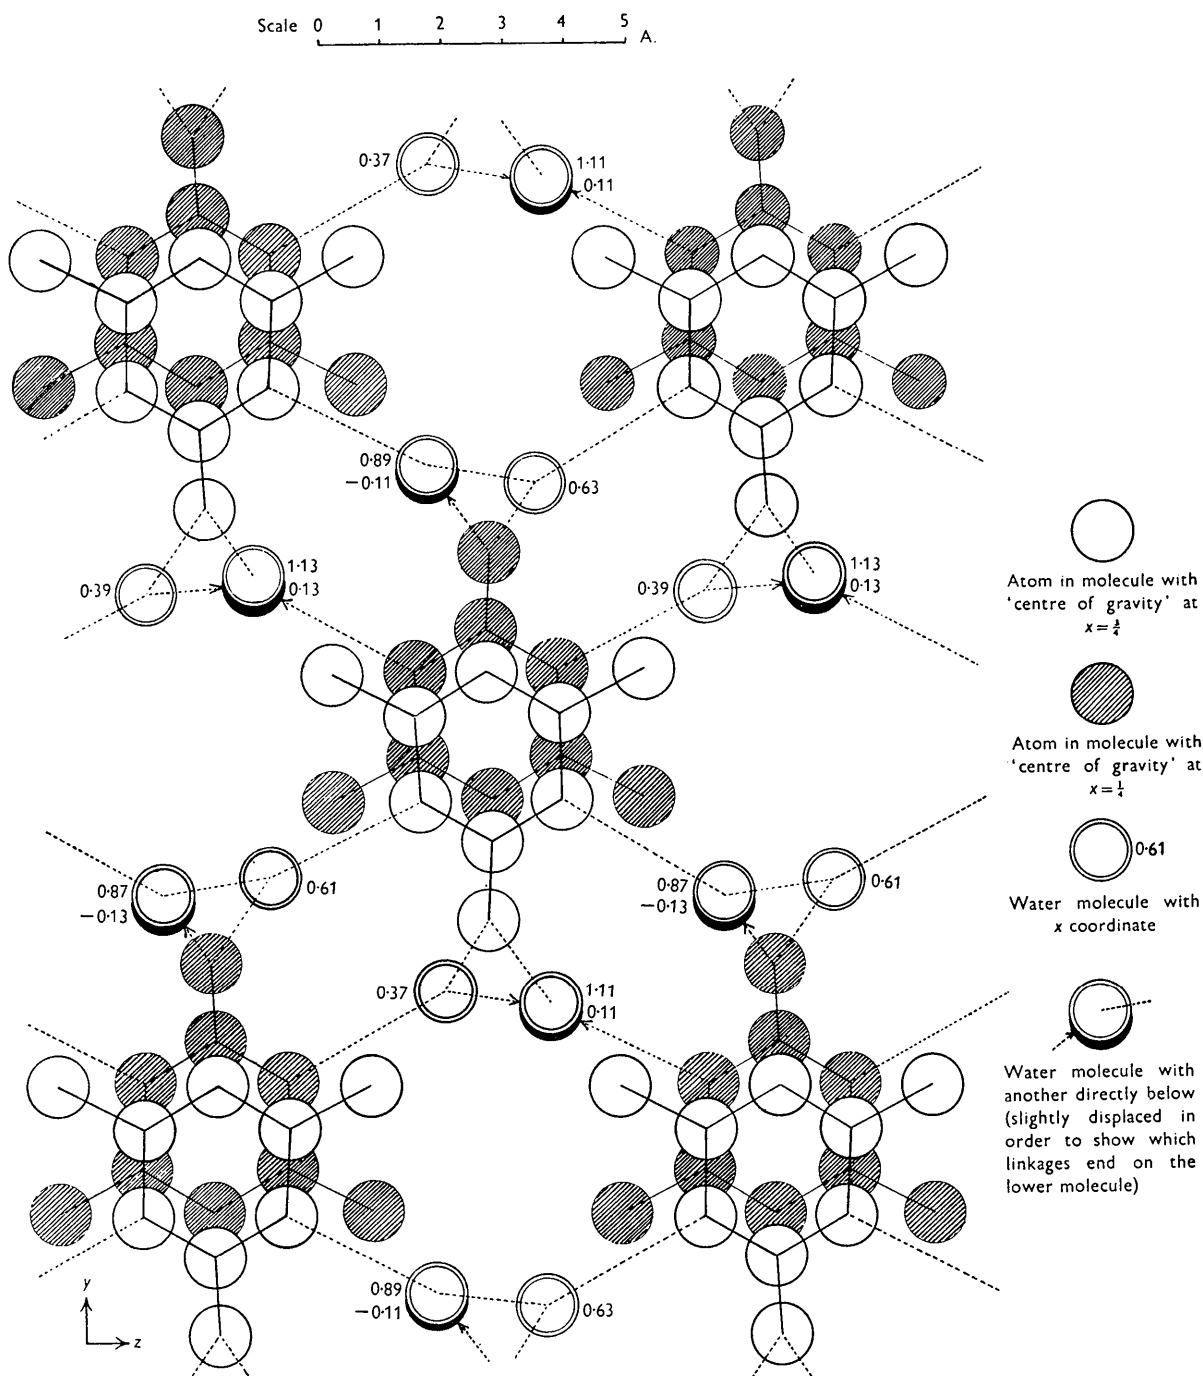 Scale 0 1 2 3 4 5 A.
0·37
1·11
0·11
0·89
−0·11
0·63
0·39
1·13
0·13
0·39
1·13
0·13
Atom in molecule with
'centre of gravity' at
x = ¾
Atom in molecule with
'centre of gravity' at
x = ¼
0·87
−0·13
0·61
0·87
−0·13
0·61
0·61
Water molecule with
x coordinate
0·37
1·11
0·11
Water molecule with
another directly below
(slightly displaced in
order to show which
linkages end on the
lower molecule)
0·89
−0·11
0·63
y
z